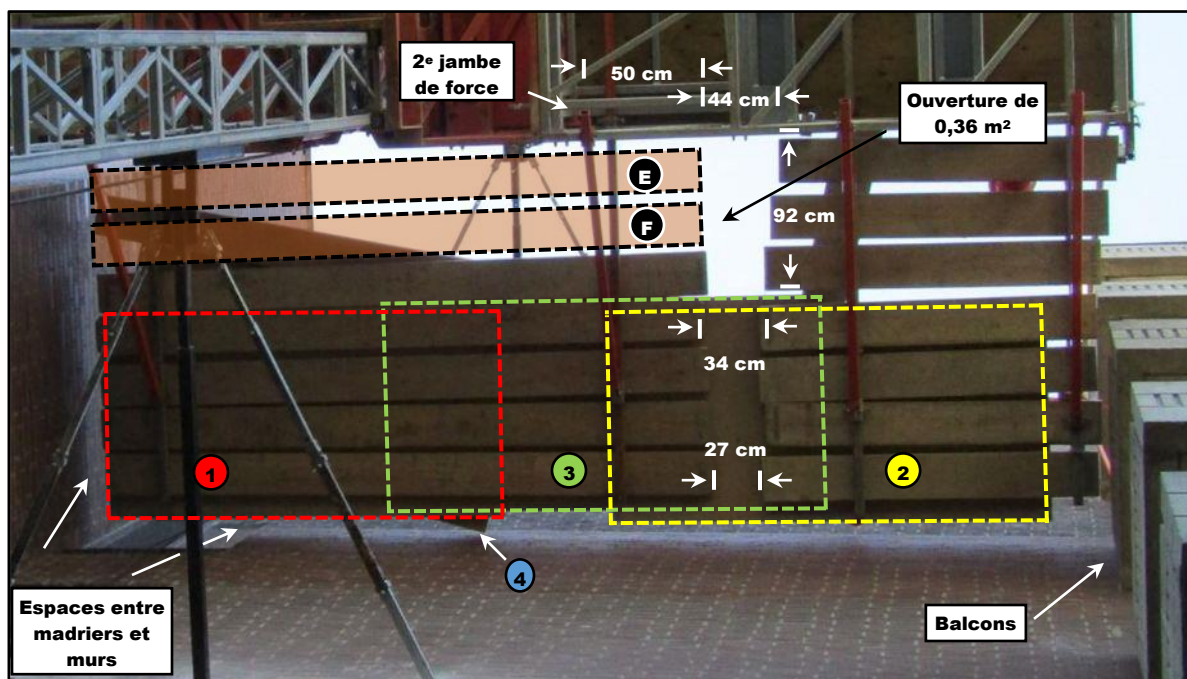 2e jambe
de force
50 cm
44 cm
Ouverture de
0,36 m²
E
F
92 cm
34 cm
27 cm
1
3
2
4
Espaces entre
madriers et
murs
Balcons